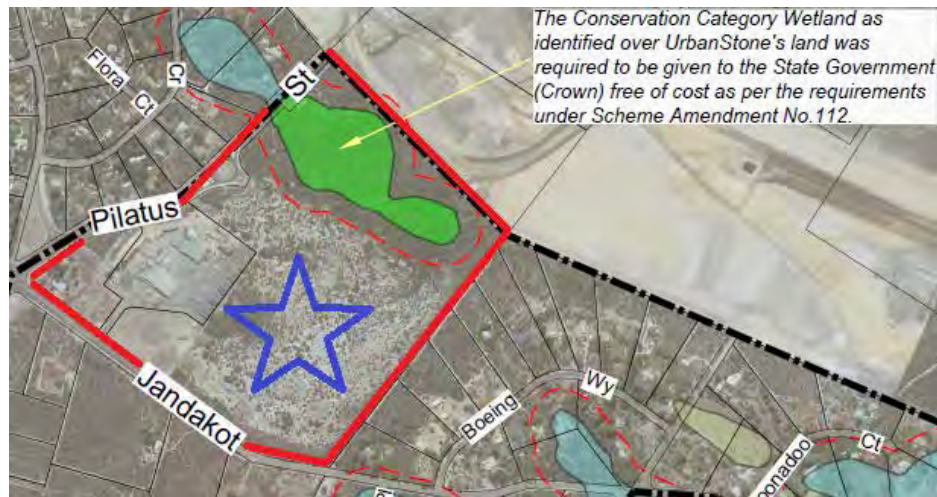 The Conservation Category Wetland as
identified over UrbanStone's land was
required to be given to the State Government
(Crown) free of cost as per the requirements
under Scheme Amendment No.112.
Flora Ct
Cr
St
Pilatus
Jandakot
Boeing
Wy
Ct